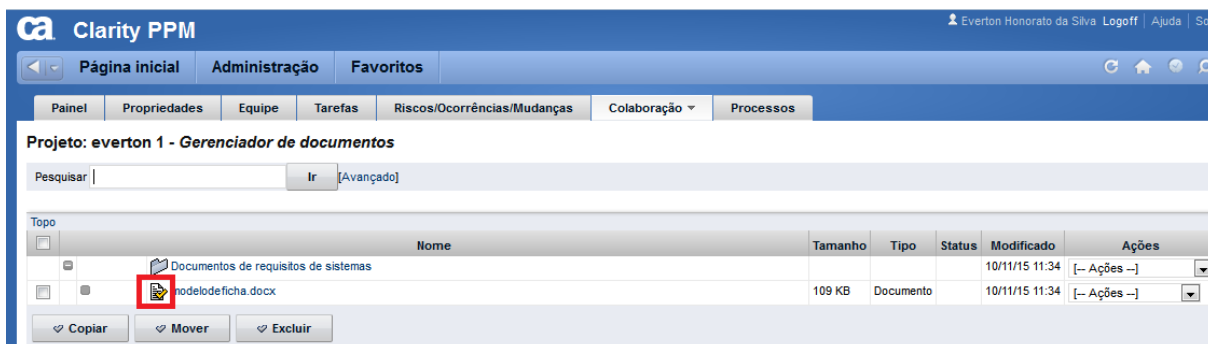 ca Clarity PPM
Everton Honorato da Silva Logoff | Ajuda |
Página inicial Administração Favoritos
Painel Propriedades Equipe Tarefas Riscos/Ocorrências/Mudanças Colaboração Processos
Projeto: everton 1 - Gerenciador de documentos
Pesquisar Ir [Avançado]
Topo
Nome Tamanho Tipo Status Modificado Ações
Documentos de requisitos de sistemas 10/11/15 11:34 [-- Ações --]
modelodeficha.docx 109 KB Documento 10/11/15 11:34 [-- Ações --]
Copiar Mover Excluir